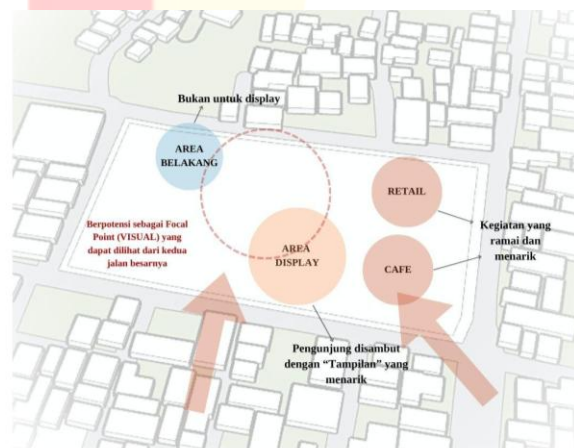 Bukan untuk display
AREA
BELAKANG
RETAIL
Berpotensi sebagai Focal
Point (VISUAL) yang
dapat dilihat dari kedua
jalan besarnya
AREA
DISPLAY
CAFE
Kegiatan yang
ramai dan
menarik
Pengunjung disambut
dengan “Tampilan” yang
menarik